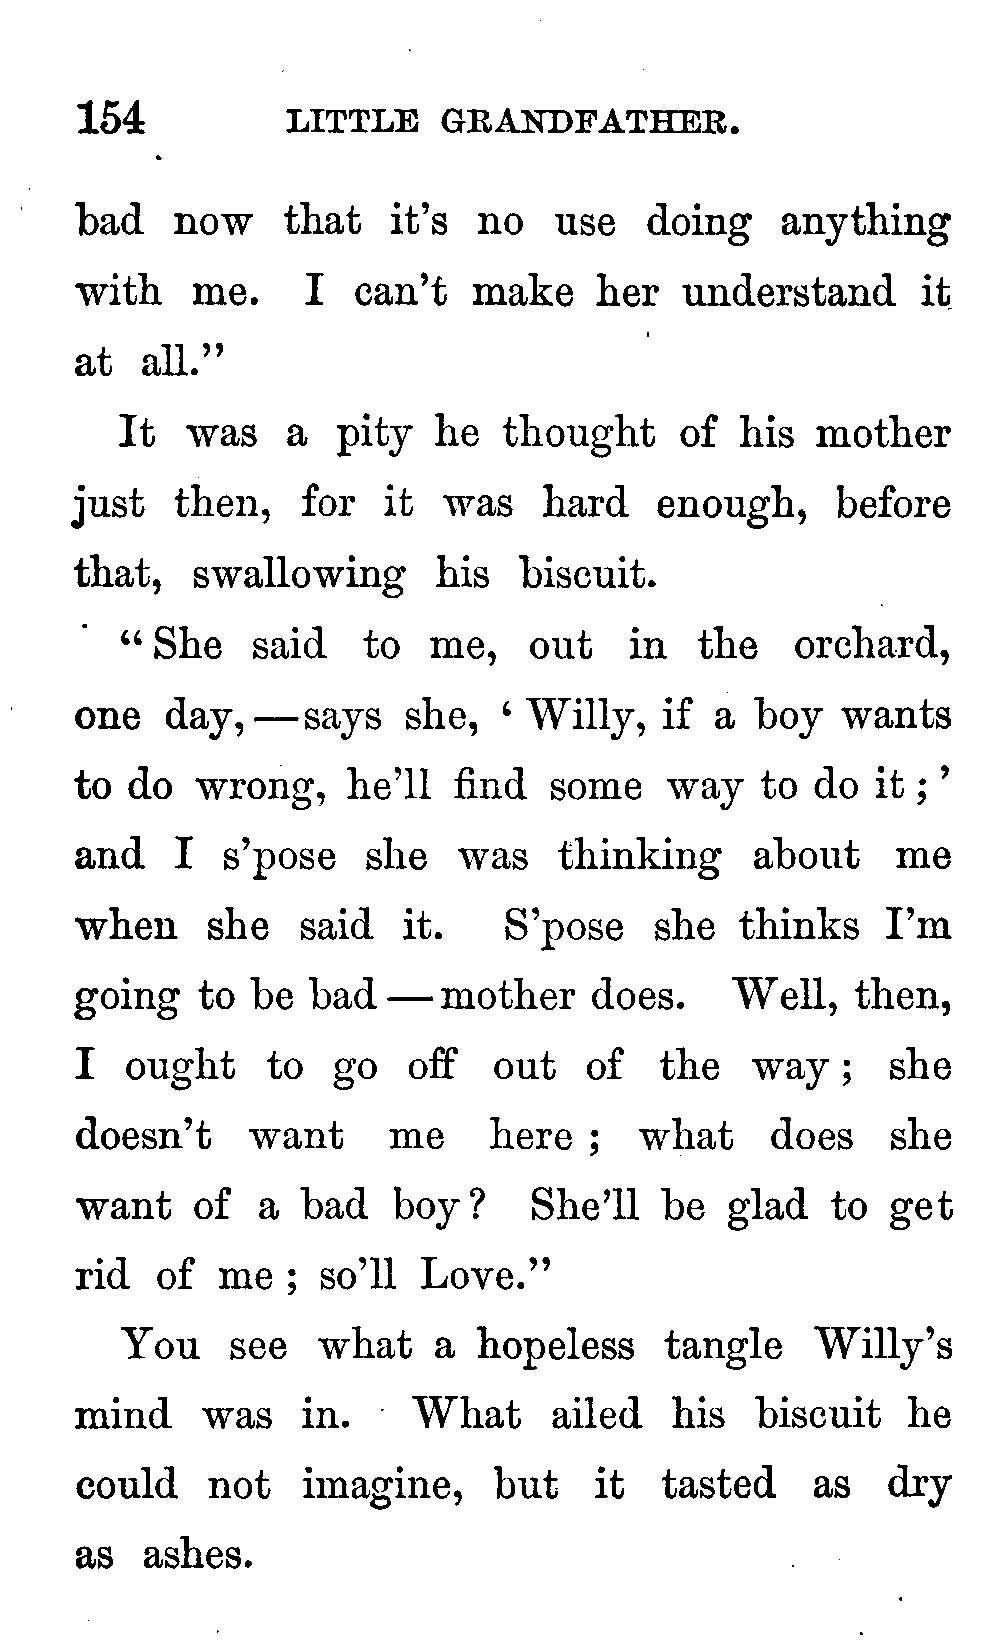 154 LITTLE GRANDFATHER.
bad now that it's no use doing anything
with me. I can't make her understand it
at all."
It was a pity he thought of his mother
just then, for it was hard enough, before
that, swallowing his biscuit.
"She said to me, out in the orchard,
one day,—says she, 'Willy, if a boy wants
to do wrong, he'll find some way to do it;'
and I s'pose she was thinking about me
when she said it. S'pose she thinks I'm
going to be bad—mother does. Well, then,
I ought to go off out of the way; she
doesn't want me here; what does she
want of a bad boy? She'll be glad to get
rid of me; so'll Love."
You see what a hopeless tangle Willy's
mind was in. What ailed his biscuit he
could not imagine, but it tasted as dry
as ashes.